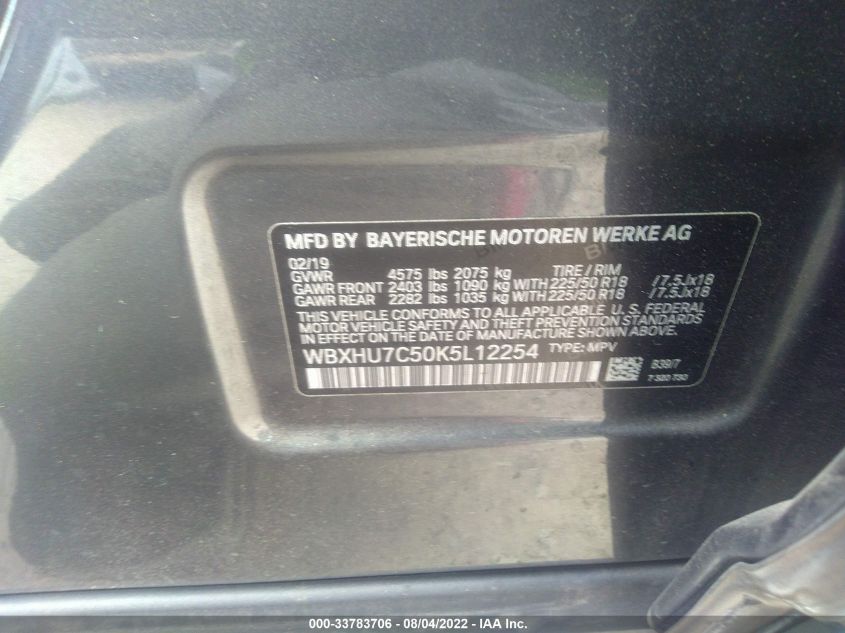 MFD BY BAYERISCHE MOTOREN WERKE AG
02/19
GVWR 4575 lbs 2075 kg TIRE / RIM
GAWR FRONT 2403 lbs 1090 kg WITH 225/50 R18 /7.5Jx18
GAWR REAR 2282 lbs 1035 kg WITH 225/50 R18 /7.5Jx18
THIS VEHICLE CONFORMS TO ALL APPLICABLE U. S. FEDERAL
MOTOR VEHICLE SAFETY AND THEFT PREVENTION STANDARDS
IN EFFECT ON THE DATE OF MANUFACTURE SHOWN ABOVE.
WBXHU7C50K5L12254 TYPE: MPV
B39/7
7 320 730
000-33783706 - 08/04/2022 - IAA Inc.